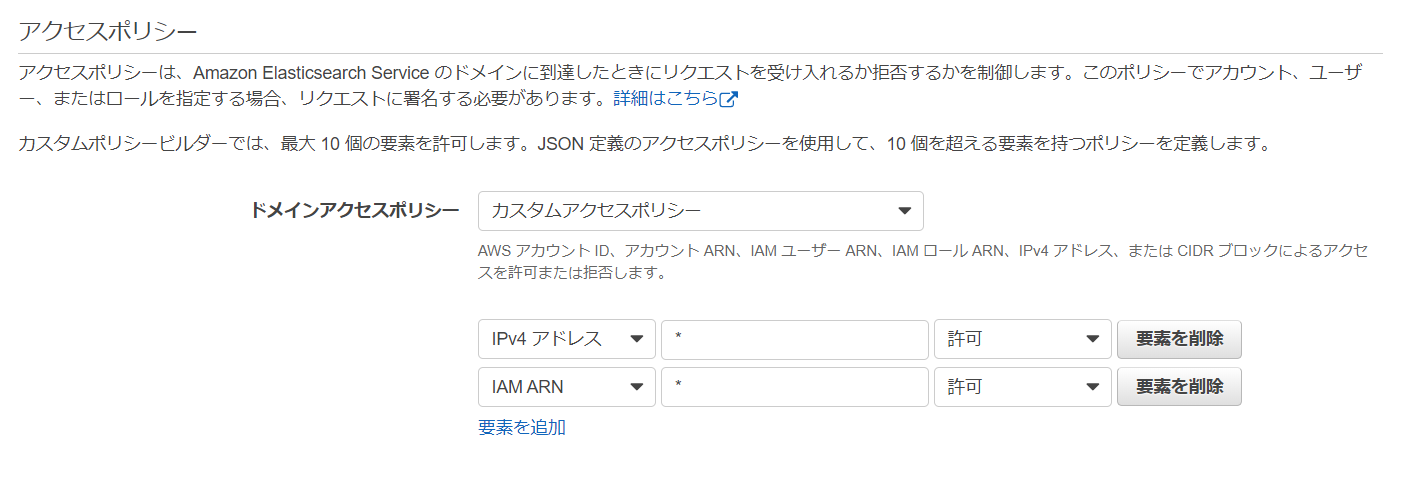 アクセスポリシー
アクセスポリシーは、Amazon Elasticsearch Service のドメインに到達したときにリクエストを受け入れるか拒否するかを制御します。このポリシーでアカウント、ユーザ
ー、またはロールを指定する場合、リクエストに署名する必要があります。詳細はこちら
カスタムポリシービルダーでは、最大 10 個の要素を許可します。JSON 定義のアクセスポリシーを使用して、10 個を超える要素を持つポリシーを定義します。
ドメインアクセスポリシー カスタムアクセスポリシー
AWS アカウント ID、アカウント ARN、IAM ユーザー ARN、IAM ロール ARN、IPv4 アドレス、または CIDR ブロックによるアクセ
スを許可または拒否します。
IPv4 アドレス * 許可 要素を削除
IAM ARN * 許可 要素を削除
要素を追加